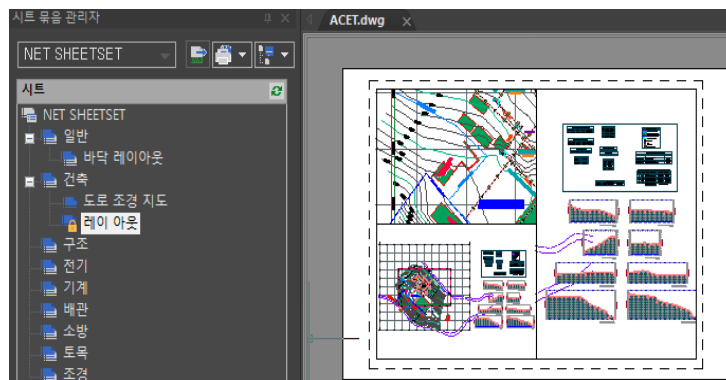 시트 묶음 관리자
ACET.dwg
NET SHEETSET
시트
NET SHEETSET
일반
바닥 레이아웃
건축
도로 조경 지도
레이 아웃
구조
전기
기계
배관
소방
토목
조경